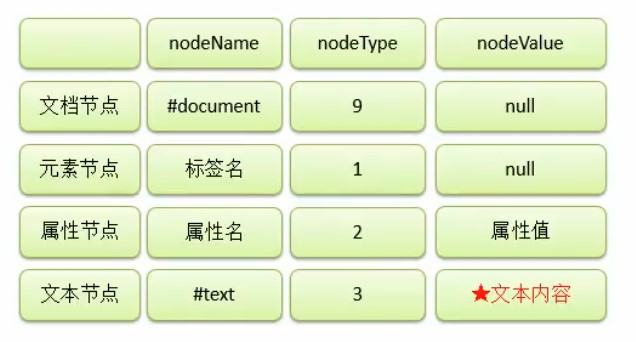 nodeName nodeType nodeValue
文档节点 #document 9 null
元素节点 标签名 1 null
属性节点 属性名 2 属性值
文本节点 #text 3 ★文本内容